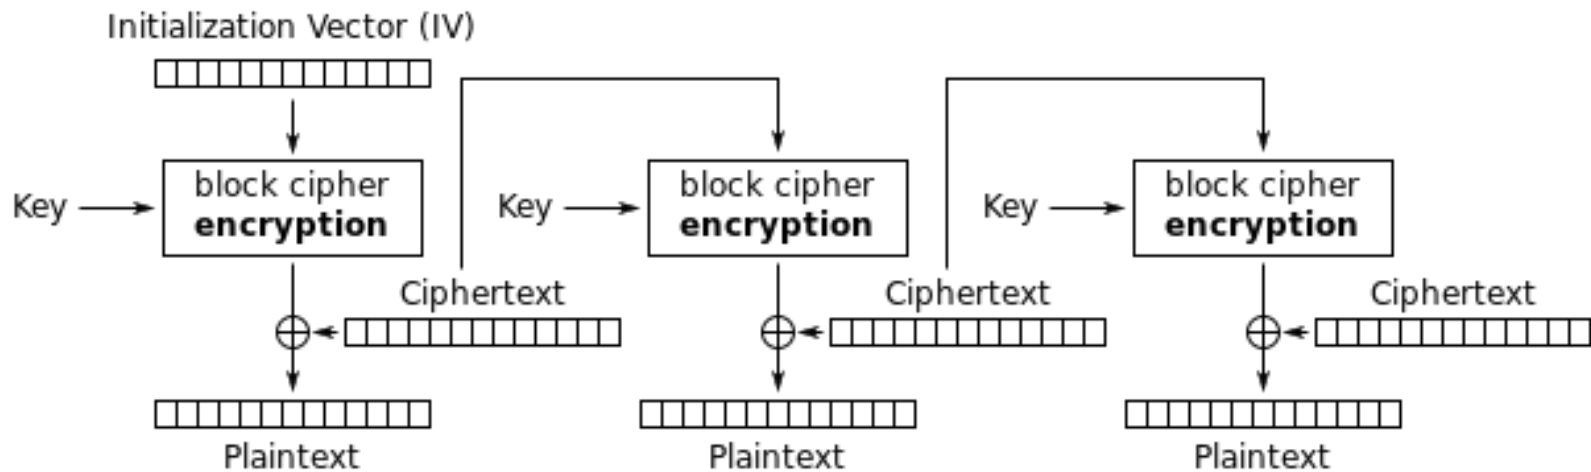 Initialization Vector (IV)
Key
block cipher
encryption
Ciphertext
Plaintext
Key
block cipher
encryption
Ciphertext
Plaintext
Key
block cipher
encryption
Ciphertext
Plaintext